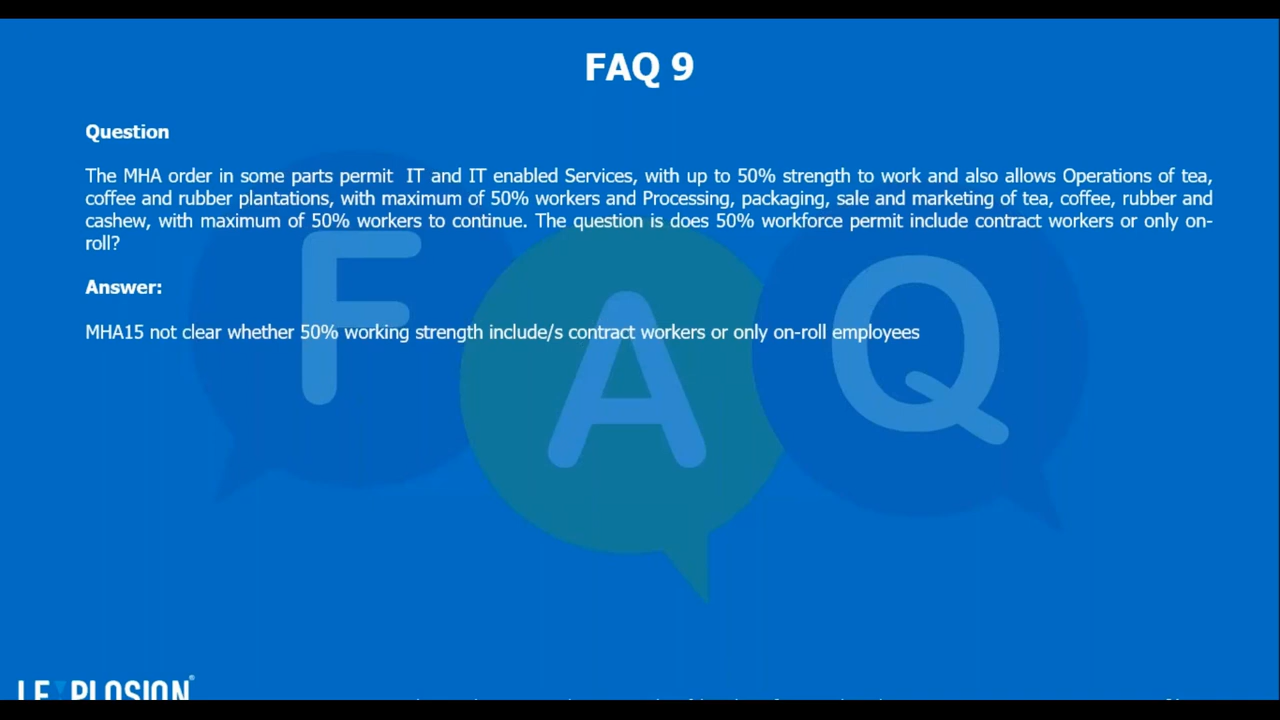 FAQ 9
Question
The MHA order in some parts permit IT and IT enabled Services, with up to 50% strength to work and also allows Operations of tea,
coffee and rubber plantations, with maximum of 50% workers and Processing, packaging, sale and marketing of tea, coffee, rubber and
cashew, with maximum of 50% workers to continue. The question is does 50% workforce permit include contract workers or only on-
roll?
Answer:
MHA15 not clear whether 50% working strength include/s contract workers or only on-roll employees
F A Q
LEXPLOSION®